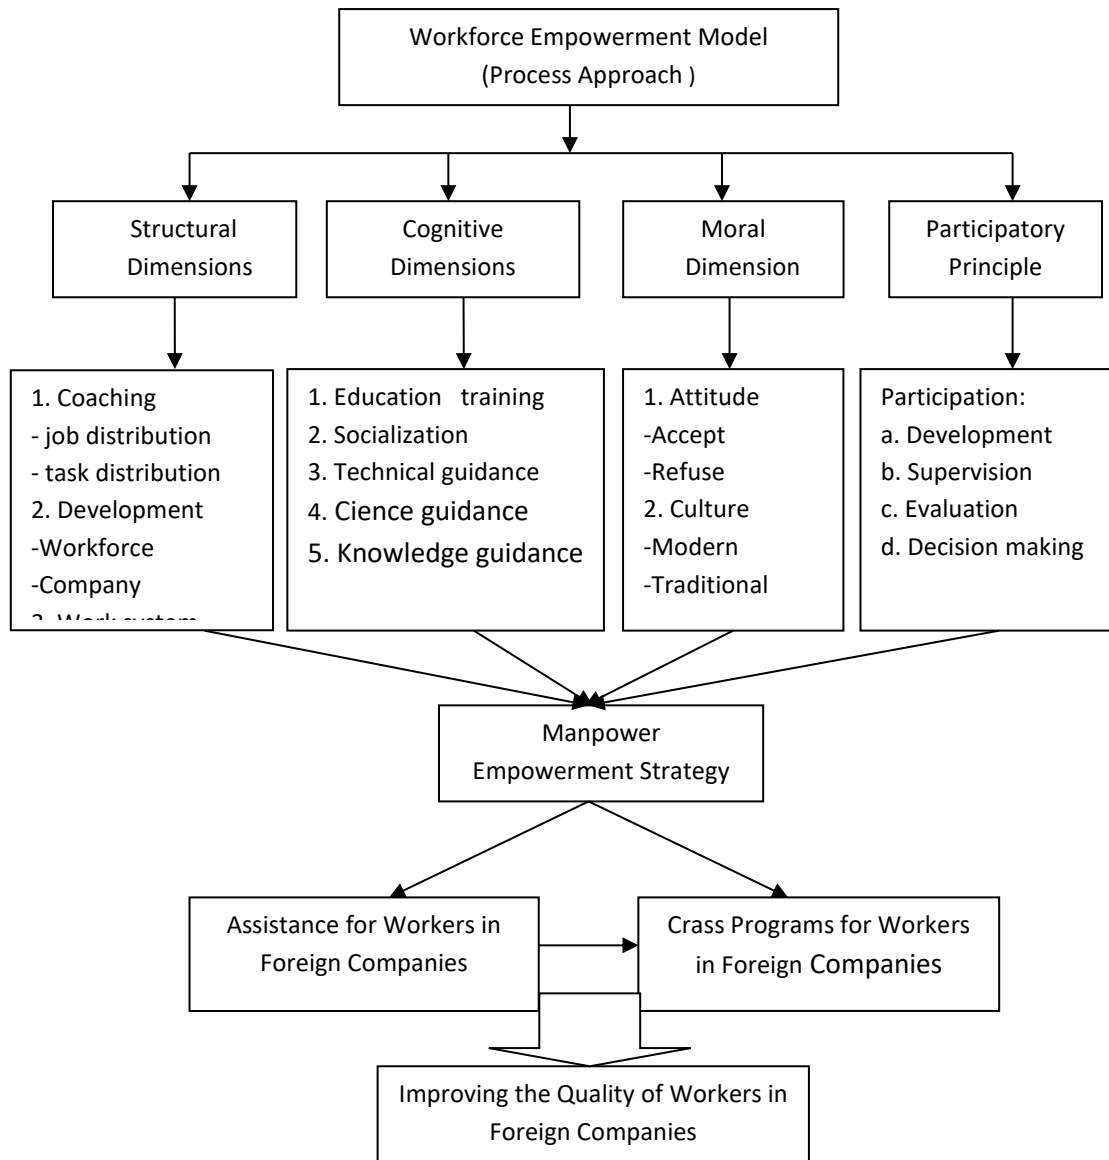 Workforce Empowerment Model
(Process Approach )
Structural
Dimensions
Cognitive
Dimensions
Moral
Dimension
Participatory
Principle
1. Coaching
- job distribution
- task distribution
2. Development
-Workforce
-Company
1. Education training
2. Socialization
3. Technical guidance
4. Cience guidance
5. Knowledge guidance
1. Attitude
-Accept
-Refuse
2. Culture
-Modern
-Traditional
Participation:
a. Development
b. Supervision
c. Evaluation
d. Decision making
Manpower
Empowerment Strategy
Assistance for Workers in
Foreign Companies
Crass Programs for Workers
in Foreign Companies
Improving the Quality of Workers in
Foreign Companies